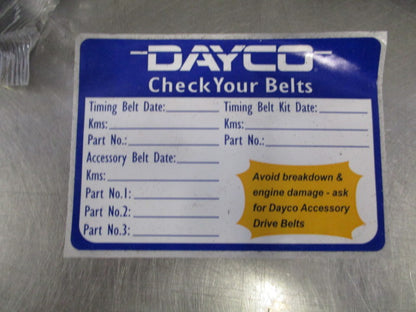 DAYCO
Check Your Belts
Timing Belt Date: Timing Belt Kit Date:
Kms: Kms:
Part No.: Part No.:
Accessory Belt Date:
Kms:
Part No.1:
Part No.2:
Part No.3:
Avoid breakdown &
engine damage - ask
for Dayco Accessory
Drive Belts